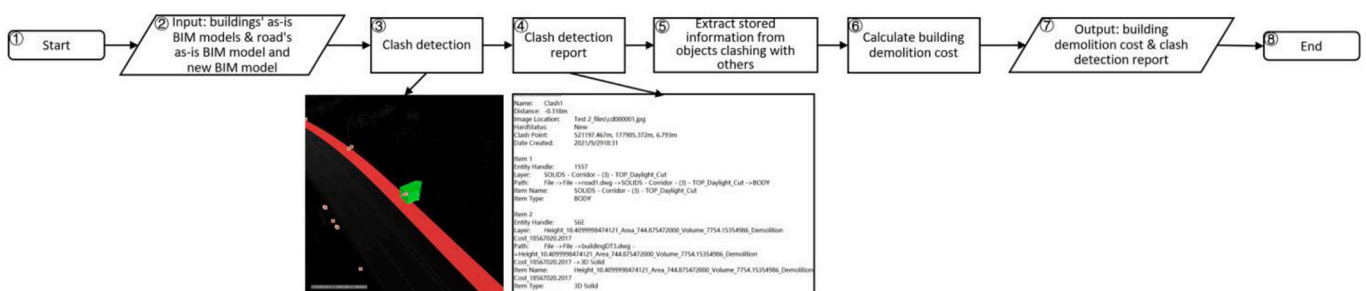 ① Start
② Input: buildings' as-is
BIM models & road's
as-is BIM model and
new BIM model
③ Clash detection
④ Clash detection
report
⑤ Extract stored
information from
objects clashing with
others
⑥ Calculate building
demolition cost
⑦ Output: building
demolition cost & clash
detection report
⑧ End
Name: Clash1
Distance: -0.318m
Image Location: Test 2_files\cd000001.jpg
HardStatus: New
Clash Point: 521197.467m, 177905.372m, 6.793m
Date Created: 2021/9/2918:31
Item 1
Entity Handle: 1557
Layer: SOLIDS - Corridor - (3) - TOP_Daylight_Cut
Path: File ->File ->road1.dwg ->SOLIDS - Corridor - (3) - TOP_Daylight_Cut ->BODY
Item Name: SOLIDS - Corridor - (3) - TOP_Daylight_Cut
Item Type: BODY
Item 2
Entity Handle: 56E
Layer: Height_10.4099998474121_Area_744.875472000_Volume_7754.15354986_Demolition
Cost_18567020.2017
Path: File ->File ->buildingDT3.dwg -
>Height_10.4099998474121_Area_744.875472000_Volume_7754.15354986_Demolition
Cost_18567020.2017 ->3D Solid
Item Name: Height_10.4099998474121_Area_744.875472000_Volume_7754.15354986_Demolition
Cost_18567020.2017
Item Type: 3D Solid